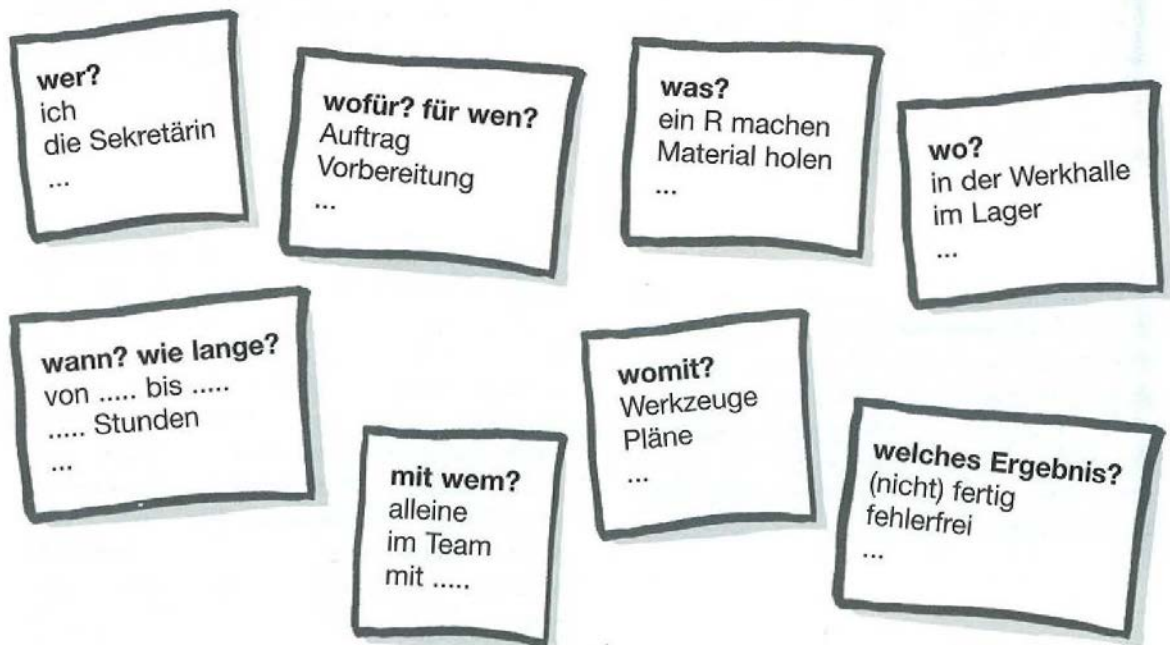 wer?
ich
die Sekretärin
...
wofür? für wen?
Auftrag
Vorbereitung
...
was?
ein R machen
Material holen
...
wo?
in der Werkhalle
im Lager
...
wann? wie lange?
von ..... bis .....
..... Stunden
...
mit wem?
alleine
im Team
mit .....
womit?
Werkzeuge
Pläne
...
welches Ergebnis?
(nicht) fertig
fehlerfrei
...